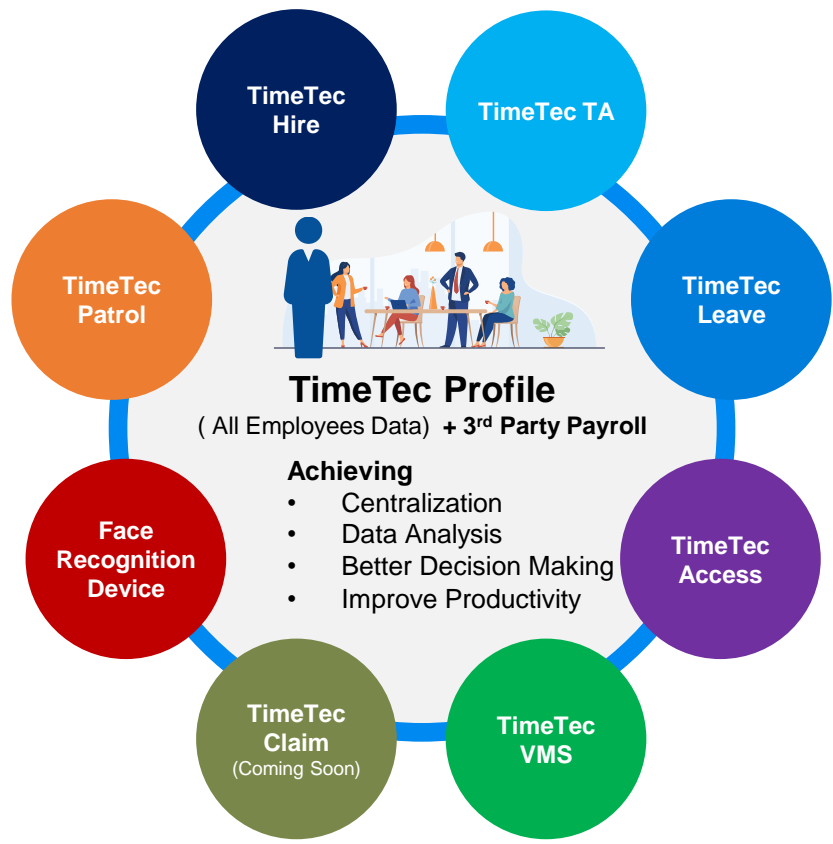 TimeTec
Hire
TimeTec TA
TimeTec
Patrol
TimeTec
Leave
TimeTec Profile
( All Employees Data) + 3rd Party Payroll
Achieving
• Centralization
• Data Analysis
• Better Decision Making
• Improve Productivity
Face
Recognition
Device
TimeTec
Access
TimeTec
Claim
(Coming Soon)
TimeTec
VMS